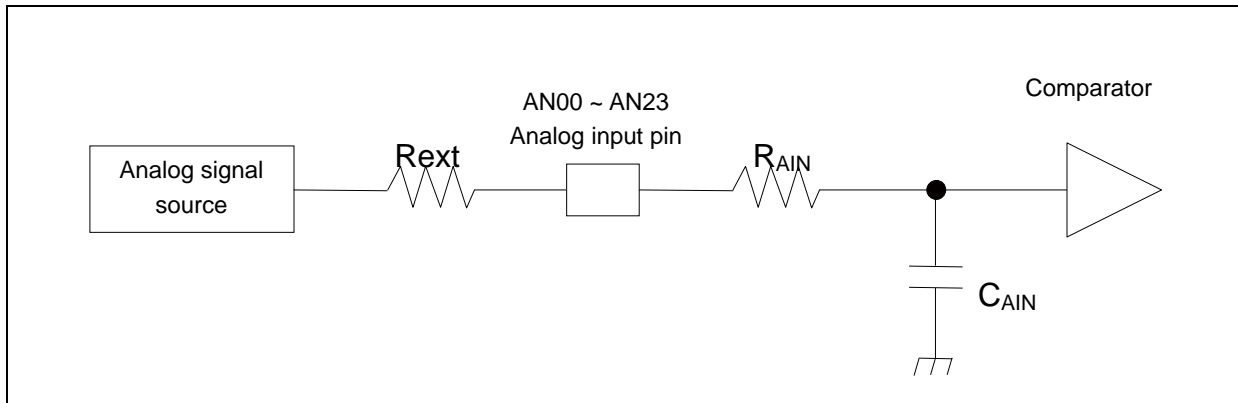 Comparator
AN00 ~ AN23
Analog input pin
Analog signal
source
Rext
RAIN
CAIN